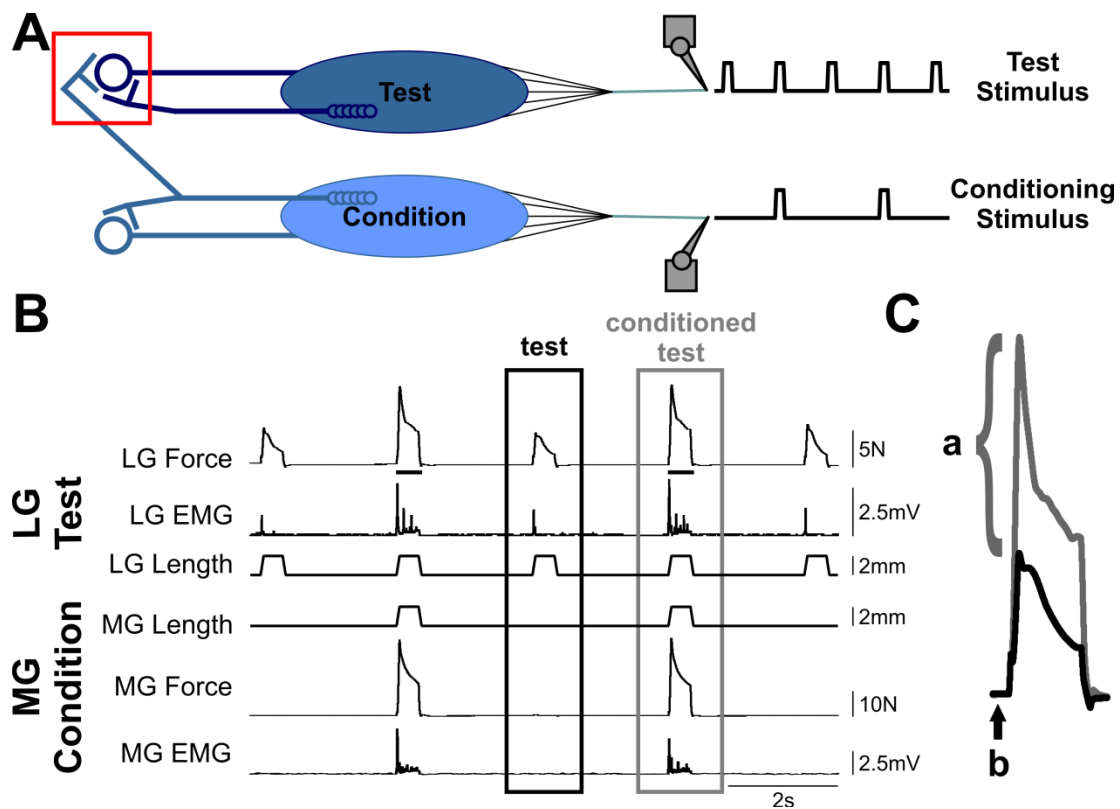 A
Test
Test
Stimulus
Condition
Conditioning
Stimulus
B
test
conditioned
test
C
LG
Test
LG Force
5N
LG EMG
2.5mV
LG Length
2mm
MG
Condition
MG Length
2mm
MG Force
10N
MG EMG
2.5mV
2s
a
b